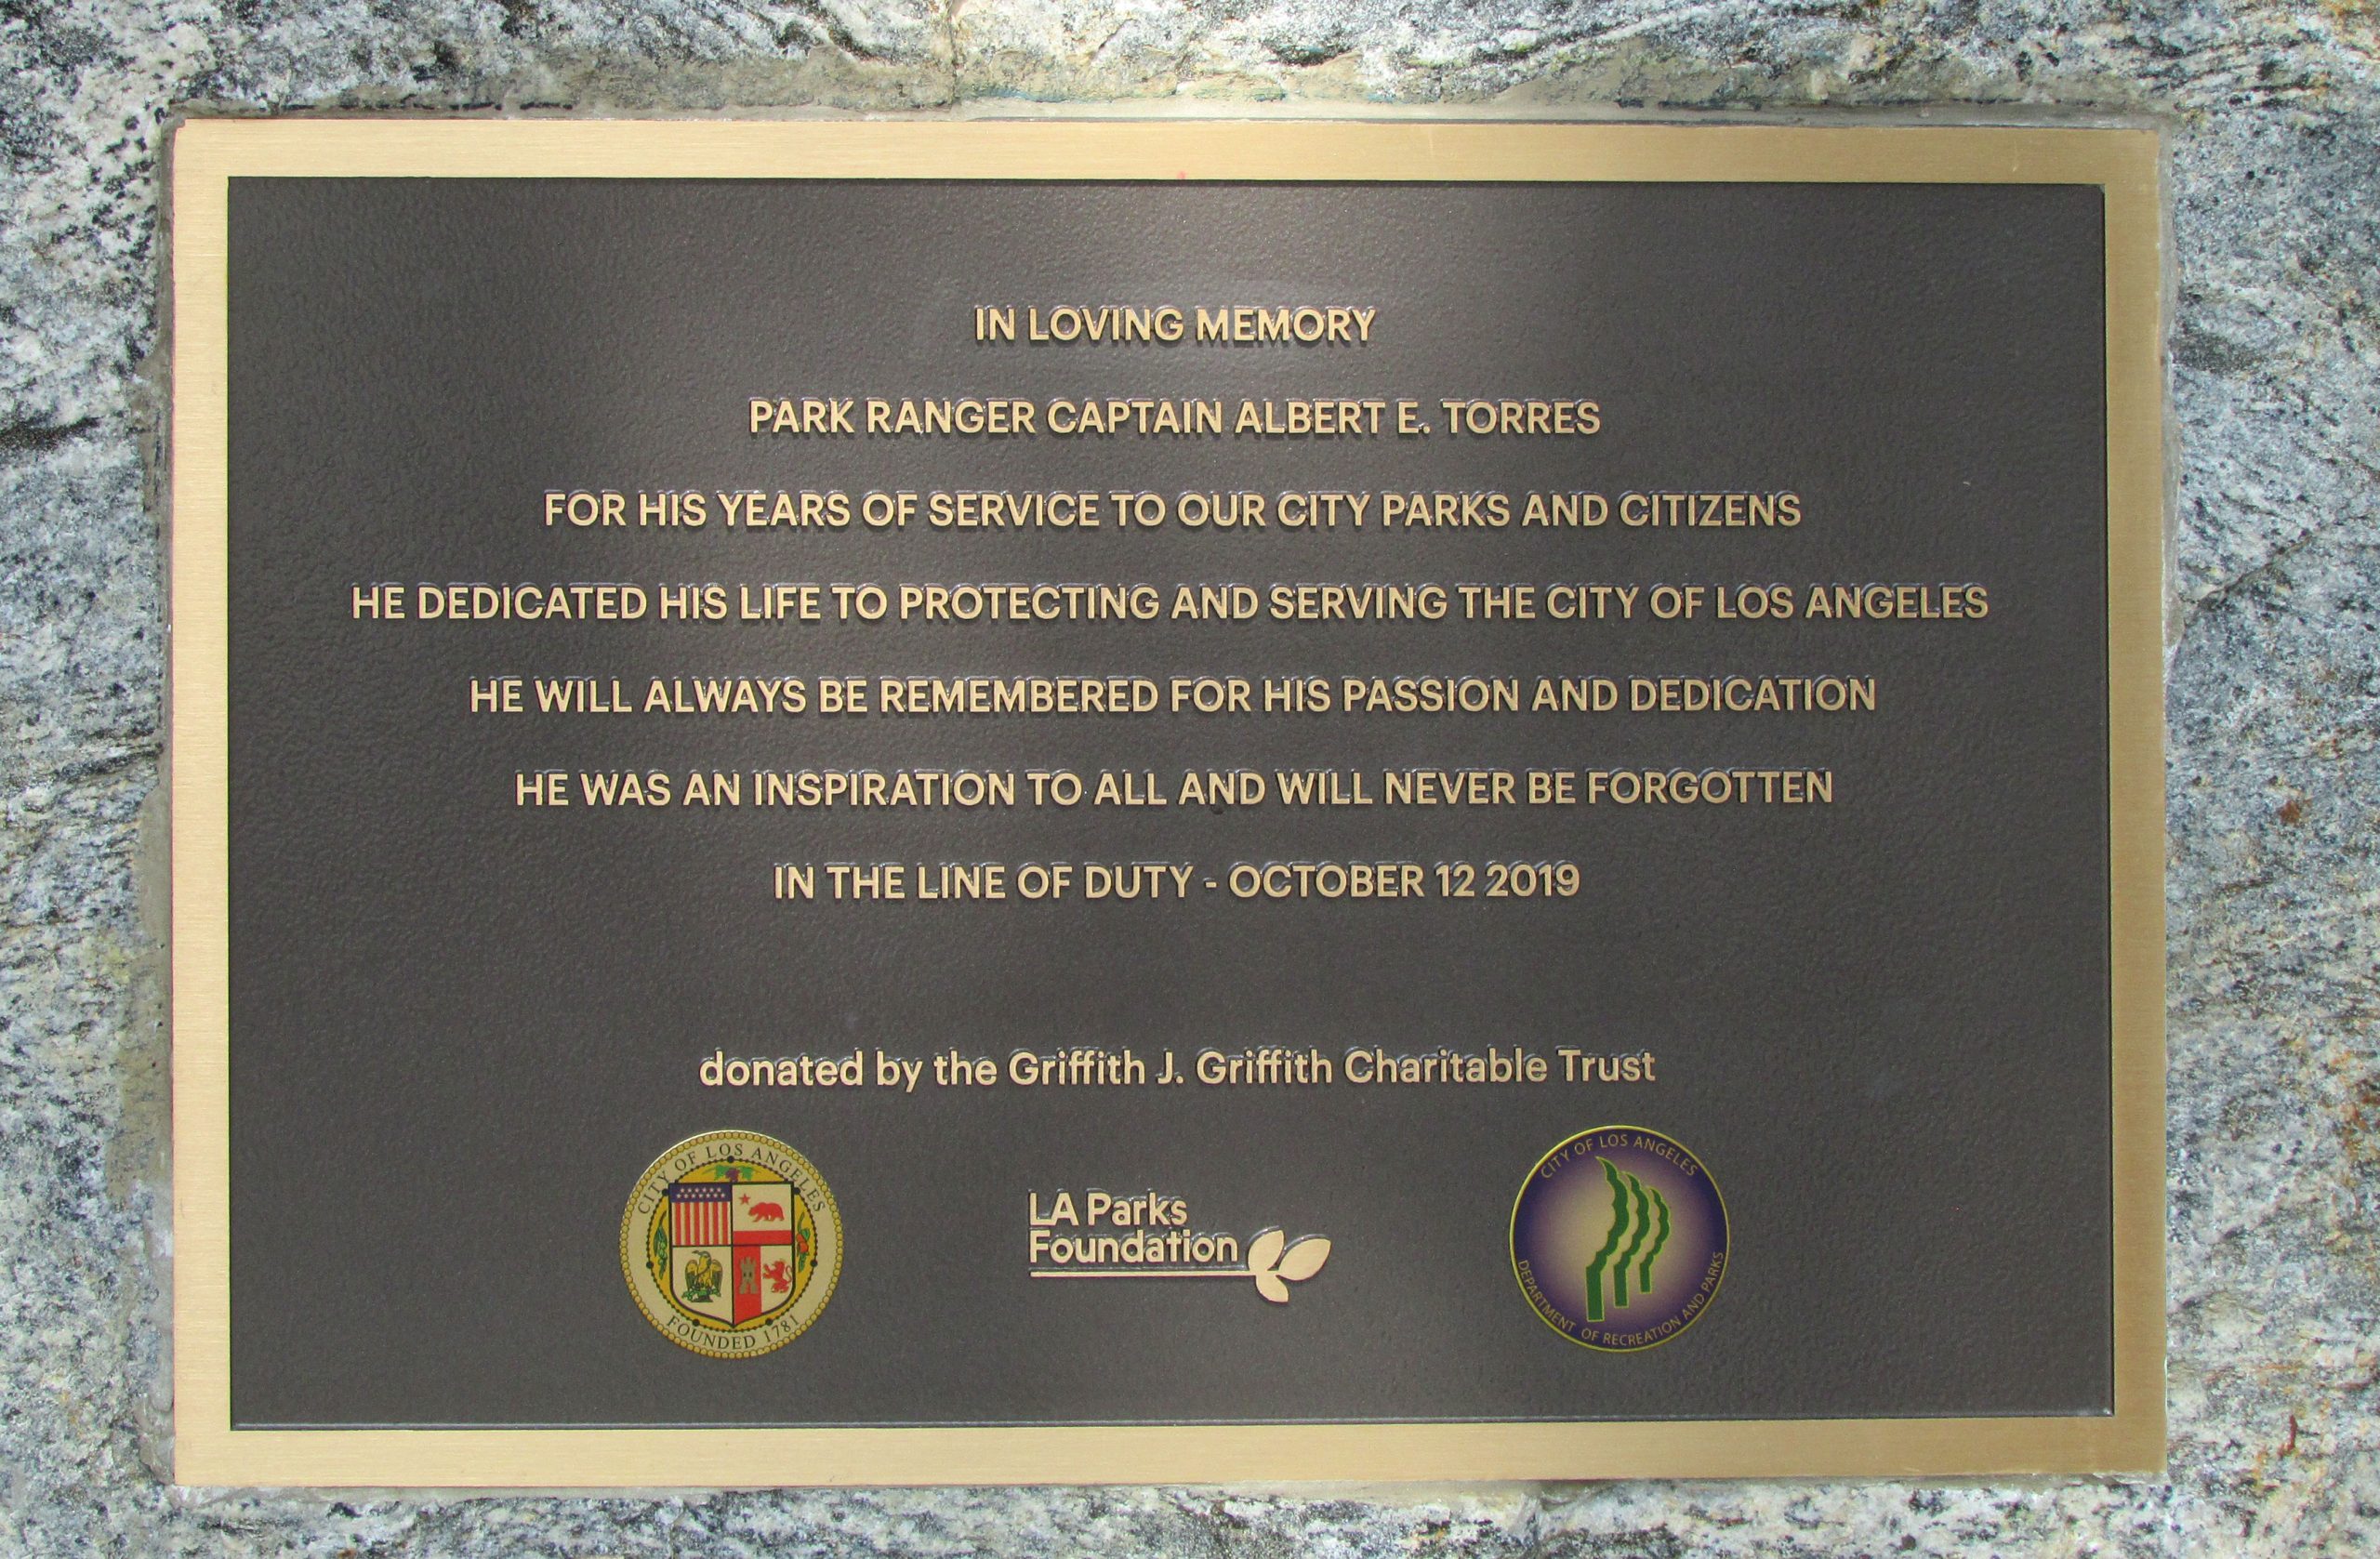 IN LOVING MEMORY
PARK RANGER CAPTAIN ALBERT E. TORRES
FOR HIS YEARS OF SERVICE TO OUR CITY PARKS AND CITIZENS
HE DEDICATED HIS LIFE TO PROTECTING AND SERVING THE CITY OF LOS ANGELES
HE WILL ALWAYS BE REMEMBERED FOR HIS PASSION AND DEDICATION
HE WAS AN INSPIRATION TO ALL AND WILL NEVER BE FORGOTTEN
IN THE LINE OF DUTY - OCTOBER 12 2019
donated by the Griffith J. Griffith Charitable Trust
CITY OF LOS ANGELES
FOUNDED 1781
LA Parks
Foundation
CITY OF LOS ANGELES
DEPARTMENT OF RECREATION AND PARKS